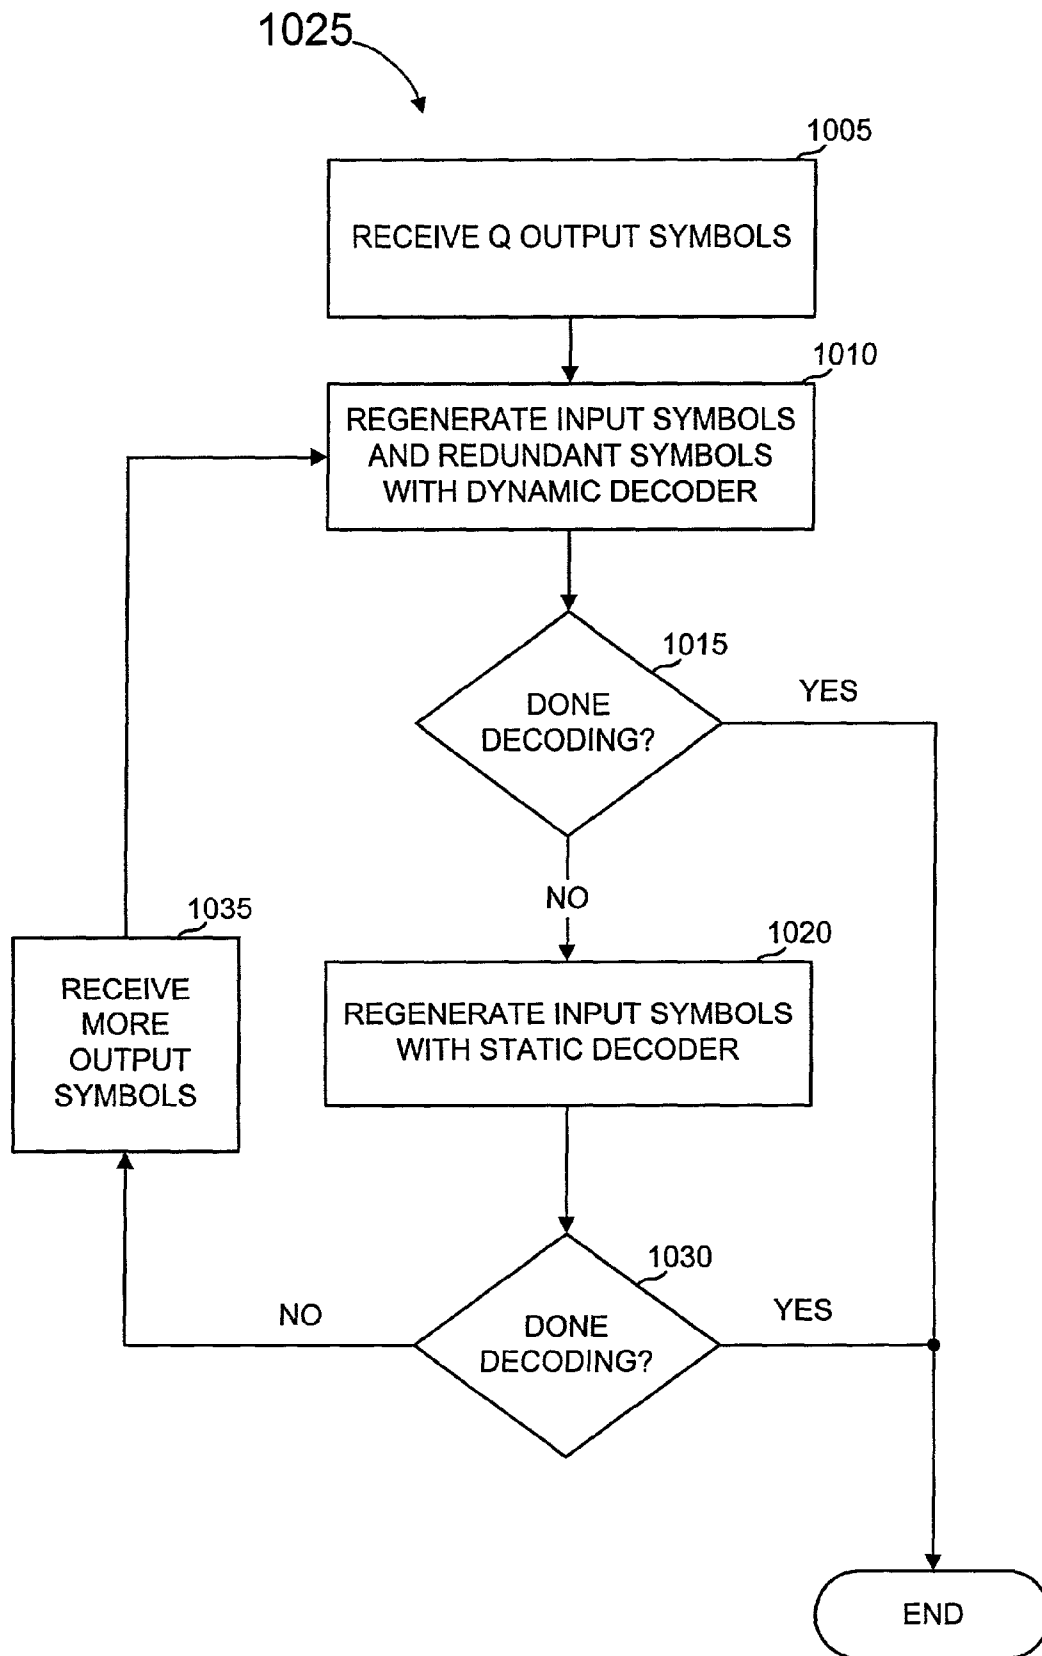 1025
1005
RECEIVE Q OUTPUT SYMBOLS
1010
REGENERATE INPUT SYMBOLS
AND REDUNDANT SYMBOLS
WITH DYNAMIC DECODER
1015
YES
DONE
DECODING?
NO
1035
1020
RECEIVE
MORE
OUTPUT
SYMBOLS
REGENERATE INPUT SYMBOLS
WITH STATIC DECODER
1030
NO
YES
DONE
DECODING?
END